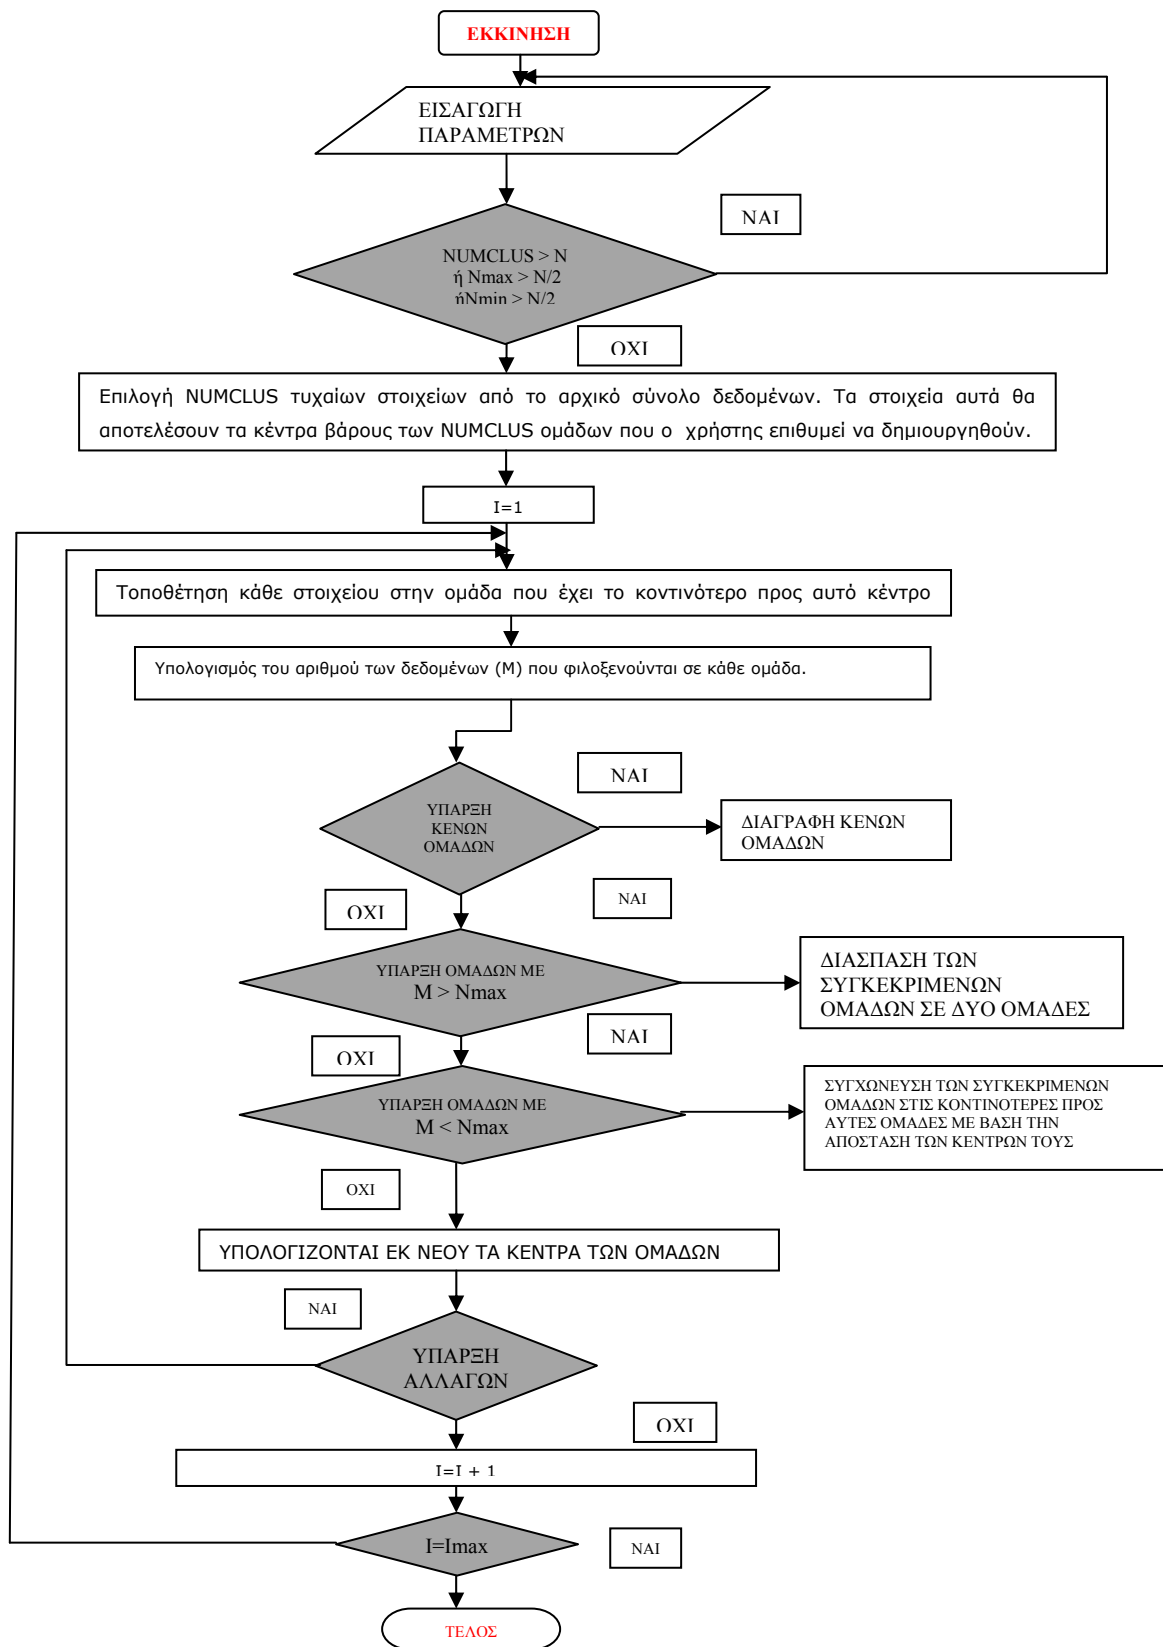 ΕΚΚΙΝΗΣΗ
ΕΙΣΑΓΩΓΗ
ΠΑΡΑΜΕΤΡΩΝ
ΝΑΙ
NUMCLUS > N
ή Nmax > N/2
ήNmin > N/2
ΟΧΙ
Επιλογή NUMCLUS τυχαίων στοιχείων από το αρχικό σύνολο δεδομένων. Τα στοιχεία αυτά θα
αποτελέσουν τα κέντρα βάρους των NUMCLUS ομάδων που ο χρήστης επιθυμεί να δημιουργηθούν.
I=1
Τοποθέτηση κάθε στοιχείου στην ομάδα που έχει το κοντινότερο προς αυτό κέντρο
Υπολογισμός του αριθμού των δεδομένων (Μ) που φιλοξενούνται σε κάθε ομάδα.
ΝΑΙ
ΥΠΑΡΞΗ
ΚΕΝΩΝ
ΟΜΑΔΩΝ
ΔΙΑΓΡΑΦΗ ΚΕΝΩΝ
ΟΜΑΔΩΝ
ΟΧΙ
ΝΑΙ
ΥΠΑΡΞΗ ΟΜΑΔΩΝ ΜΕ
M > Nmax
ΔΙΑΣΠΑΣΗ ΤΩΝ
ΣΥΓΚΕΚΡΙΜΕΝΩΝ
ΟΜΑΔΩΝ ΣΕ ΔΥΟ ΟΜΑΔΕΣ
ΝΑΙ
ΟΧΙ
ΥΠΑΡΞΗ ΟΜΑΔΩΝ ΜΕ
M < Nmax
ΣΥΓΧΩΝΕΥΣΗ ΤΩΝ ΣΥΓΚΕΚΡΙΜΕΝΩΝ
ΟΜΑΔΩΝ ΣΤΙΣ ΚΟΝΤΙΝΟΤΕΡΕΣ ΠΡΟΣ
ΑΥΤΕΣ ΟΜΑΔΕΣ ΜΕ ΒΑΣΗ ΤΗΝ
ΑΠΟΣΤΑΣΗ ΤΩΝ ΚΕΝΤΡΩΝ ΤΟΥΣ
ΟΧΙ
ΥΠΟΛΟΓΙΖΟΝΤΑΙ ΕΚ ΝΕΟΥ ΤΑ ΚΕΝΤΡΑ ΤΩΝ ΟΜΑΔΩΝ
ΝΑΙ
ΥΠΑΡΞΗ
ΑΛΛΑΓΩΝ
ΟΧΙ
I=I + 1
I=Imax
ΝΑΙ
ΤΕΛΟΣ